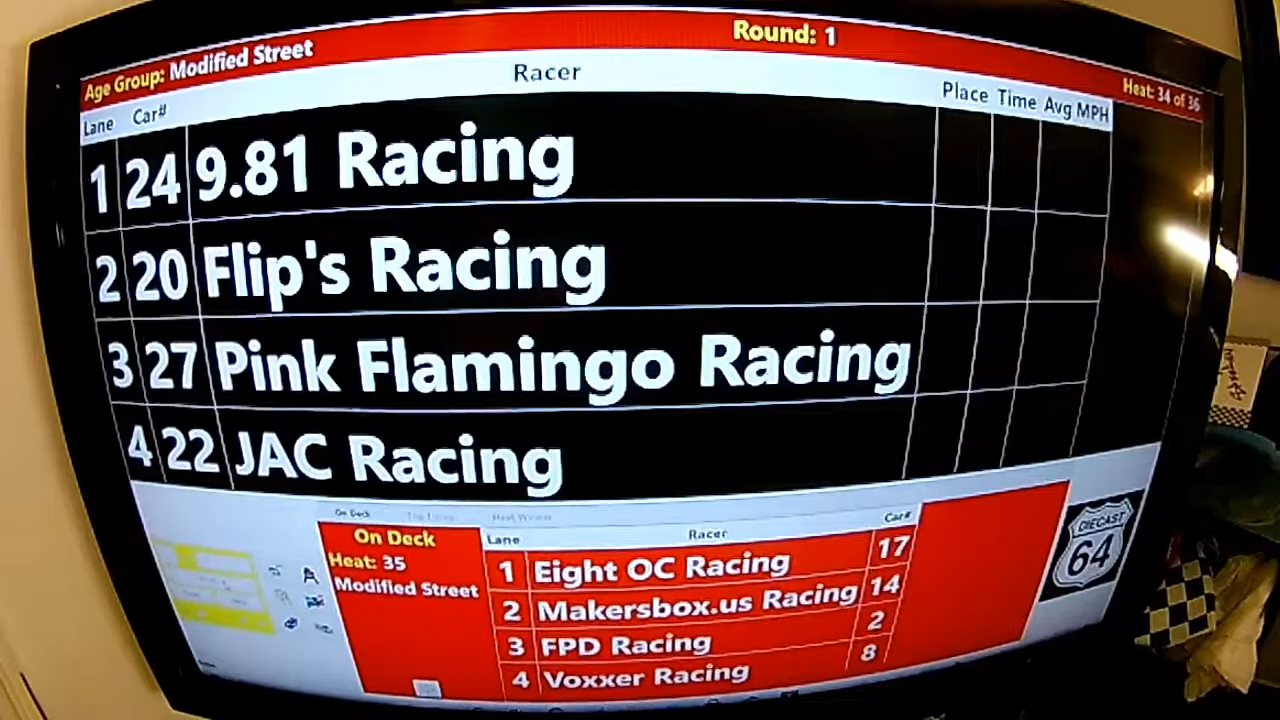 Age Group: Modified Street Round: 1 Heat: 34 of 36
Lane Car# Racer Place Time Avg MPH
1 24 9.81 Racing
2 20 Flip's Racing
3 27 Pink Flamingo Racing
4 22 JAC Racing
On Deck
On Deck
Heat: 35
Modified Street
Lane Racer Car#
1 Eight OC Racing 17
2 Makersbox.us Racing 14
3 FPD Racing 2
4 Voxxer Racing 8
DIECAST
64